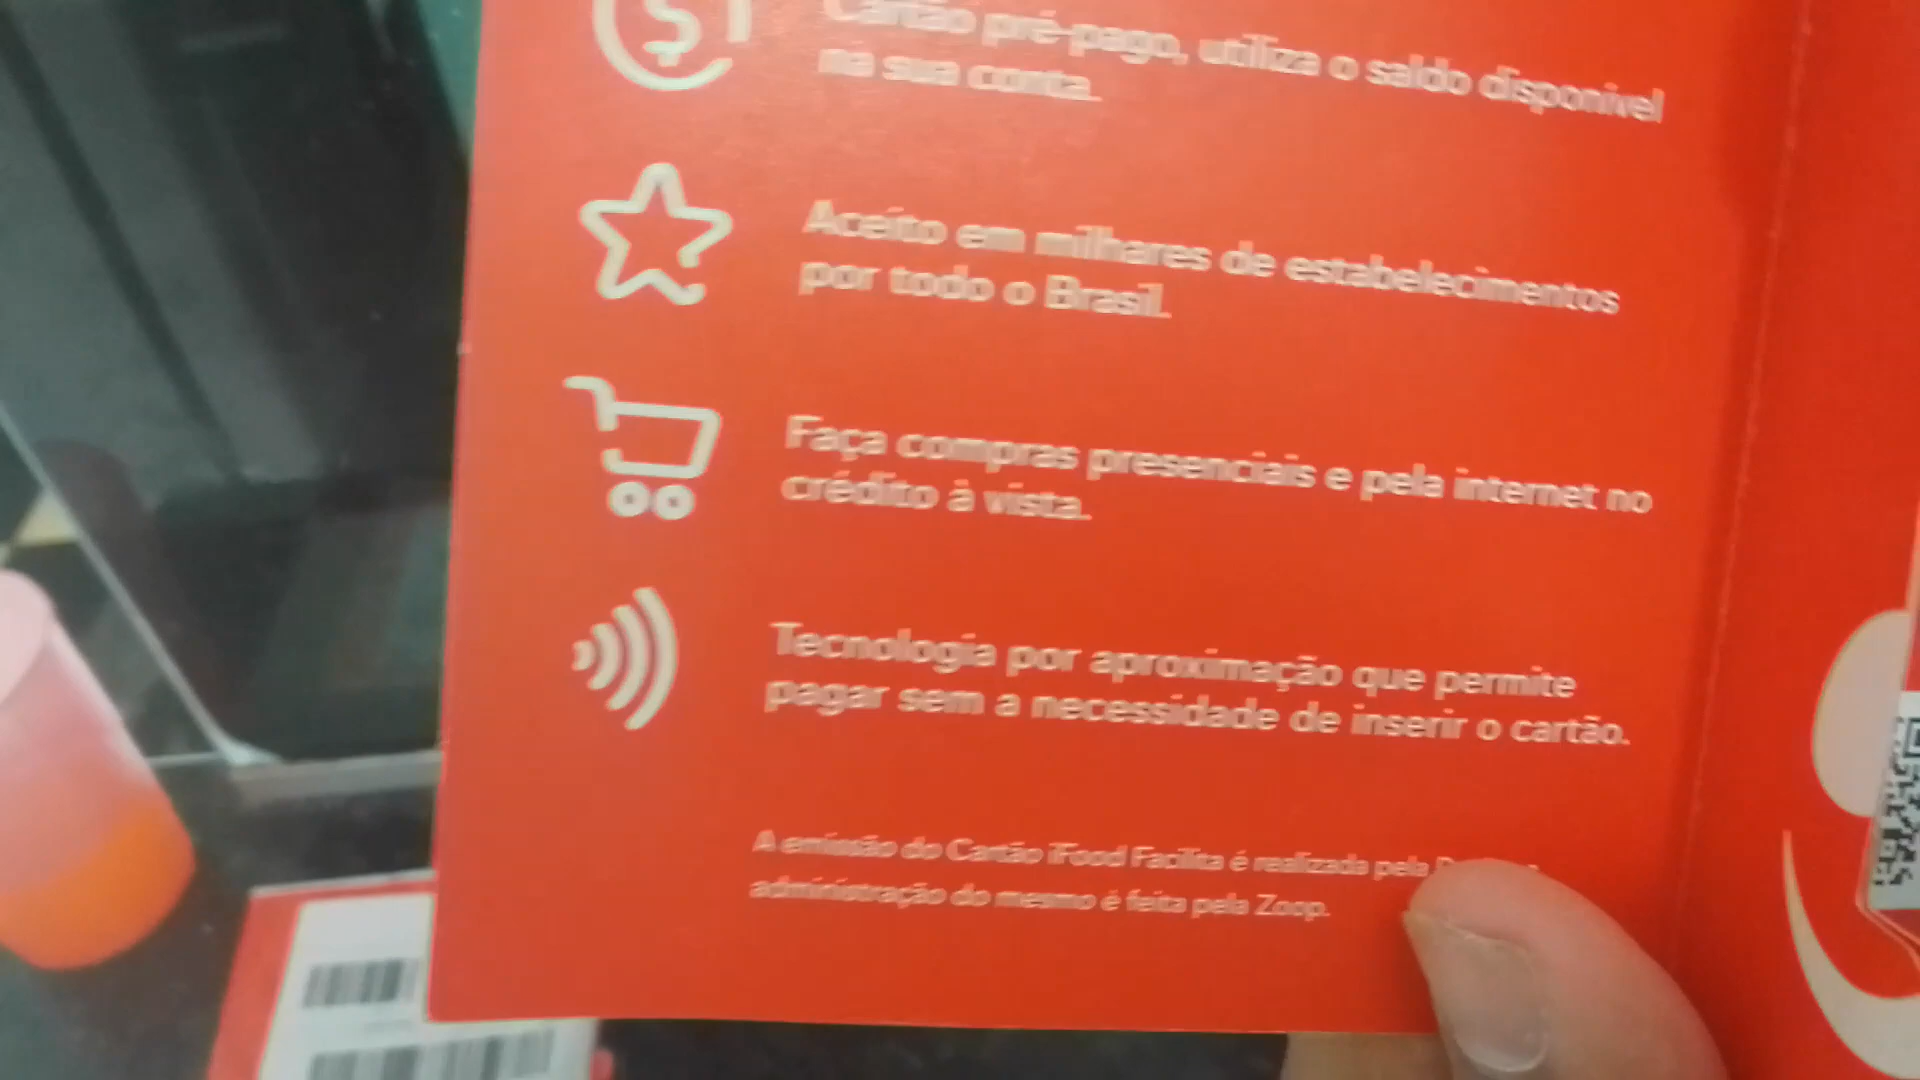 Cartão pré-pago, utiliza o saldo disponível
na sua conta.
Aceito em milhares de estabelecimentos
por todo o Brasil.
Faça compras presenciais e pela internet no
crédito à vista.
Tecnologia por aproximação que permite
pagar sem a necessidade de inserir o cartão.
A emissão do Cartão iFood Facilita é realizada pela
administração do mesmo é feita pela Zoop.